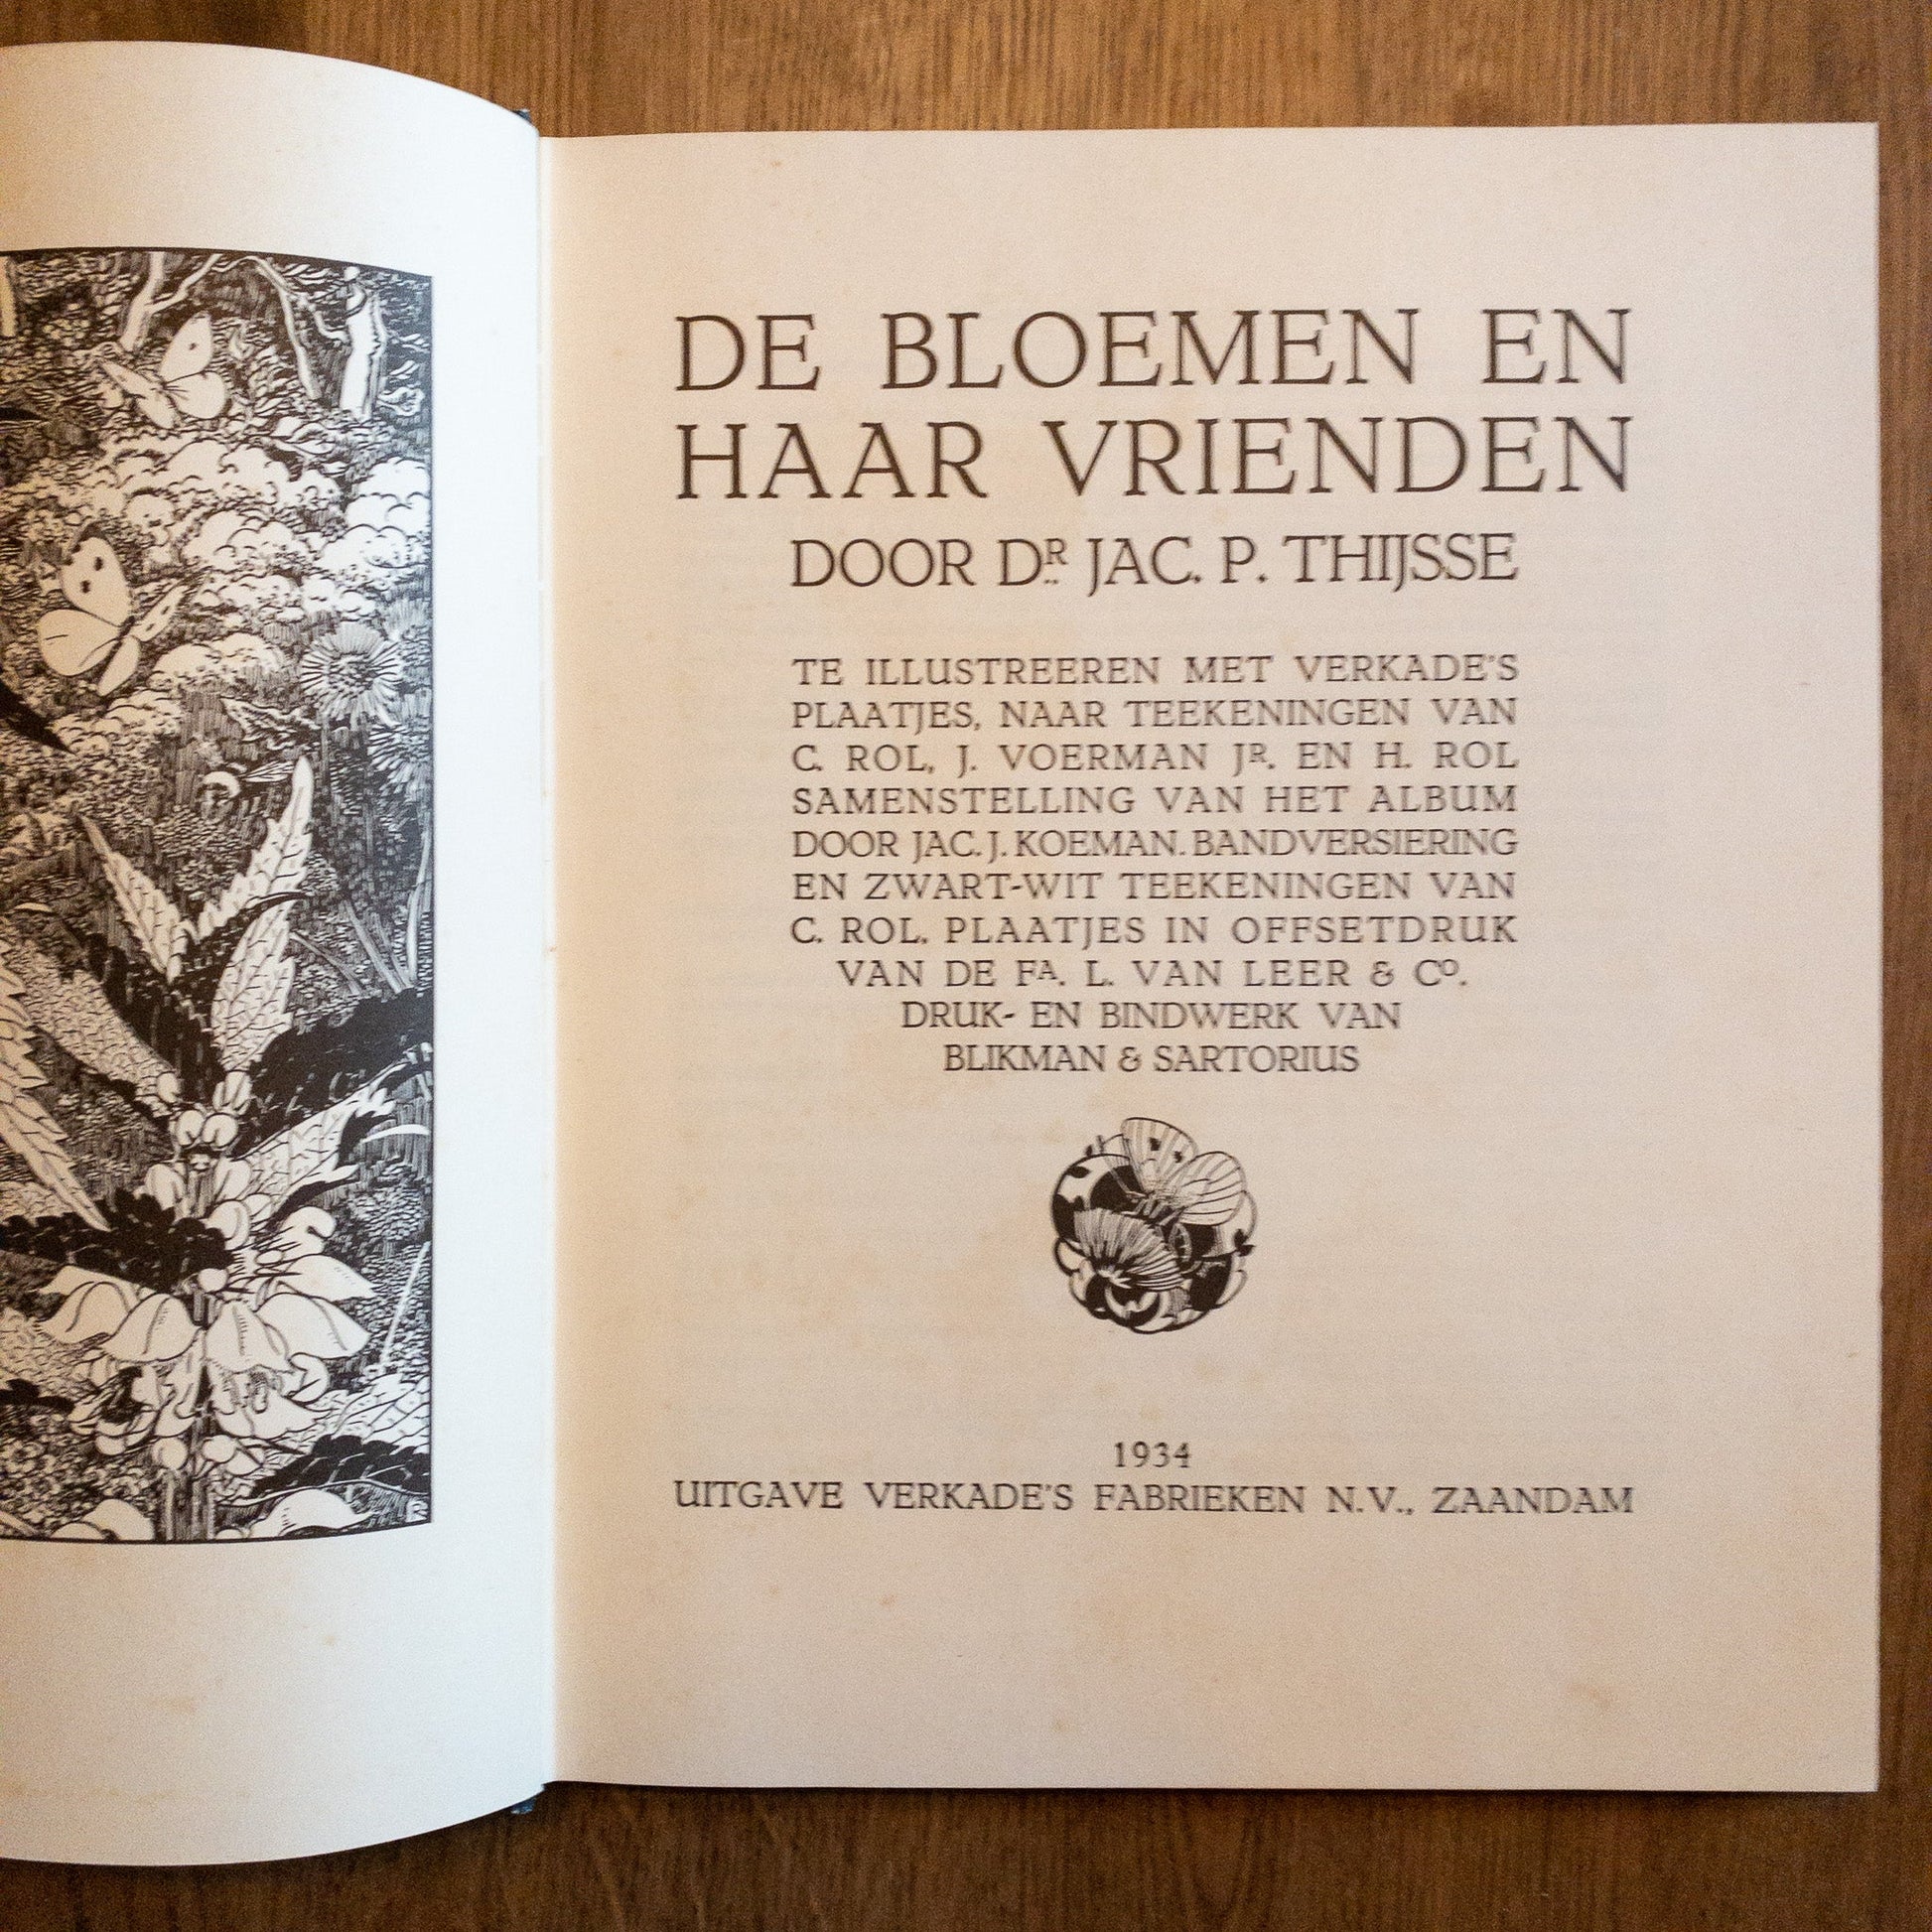 DE BLOEMEN EN
HAAR VRIENDEN
DOOR DR. JAC. P. THIJSSE
TE ILLUSTREEREN MET VERKADE'S
PLAATJES, NAAR TEEKENINGEN VAN
C. ROL, J. VOERMAN JR. EN H. ROL
SAMENSTELLING VAN HET ALBUM
DOOR JAC. J. KOEMAN. BANDVERSIERING
EN ZWART-WIT TEEKENINGEN VAN
C. ROL. PLAATJES IN OFFSETDRUK
VAN DE FA. L. VAN LEER & CO.
DRUK- EN BINDWERK VAN
BLIKMAN & SARTORIUS
1934
UITGAVE VERKADE'S FABRIEKEN N.V., ZAANDAM